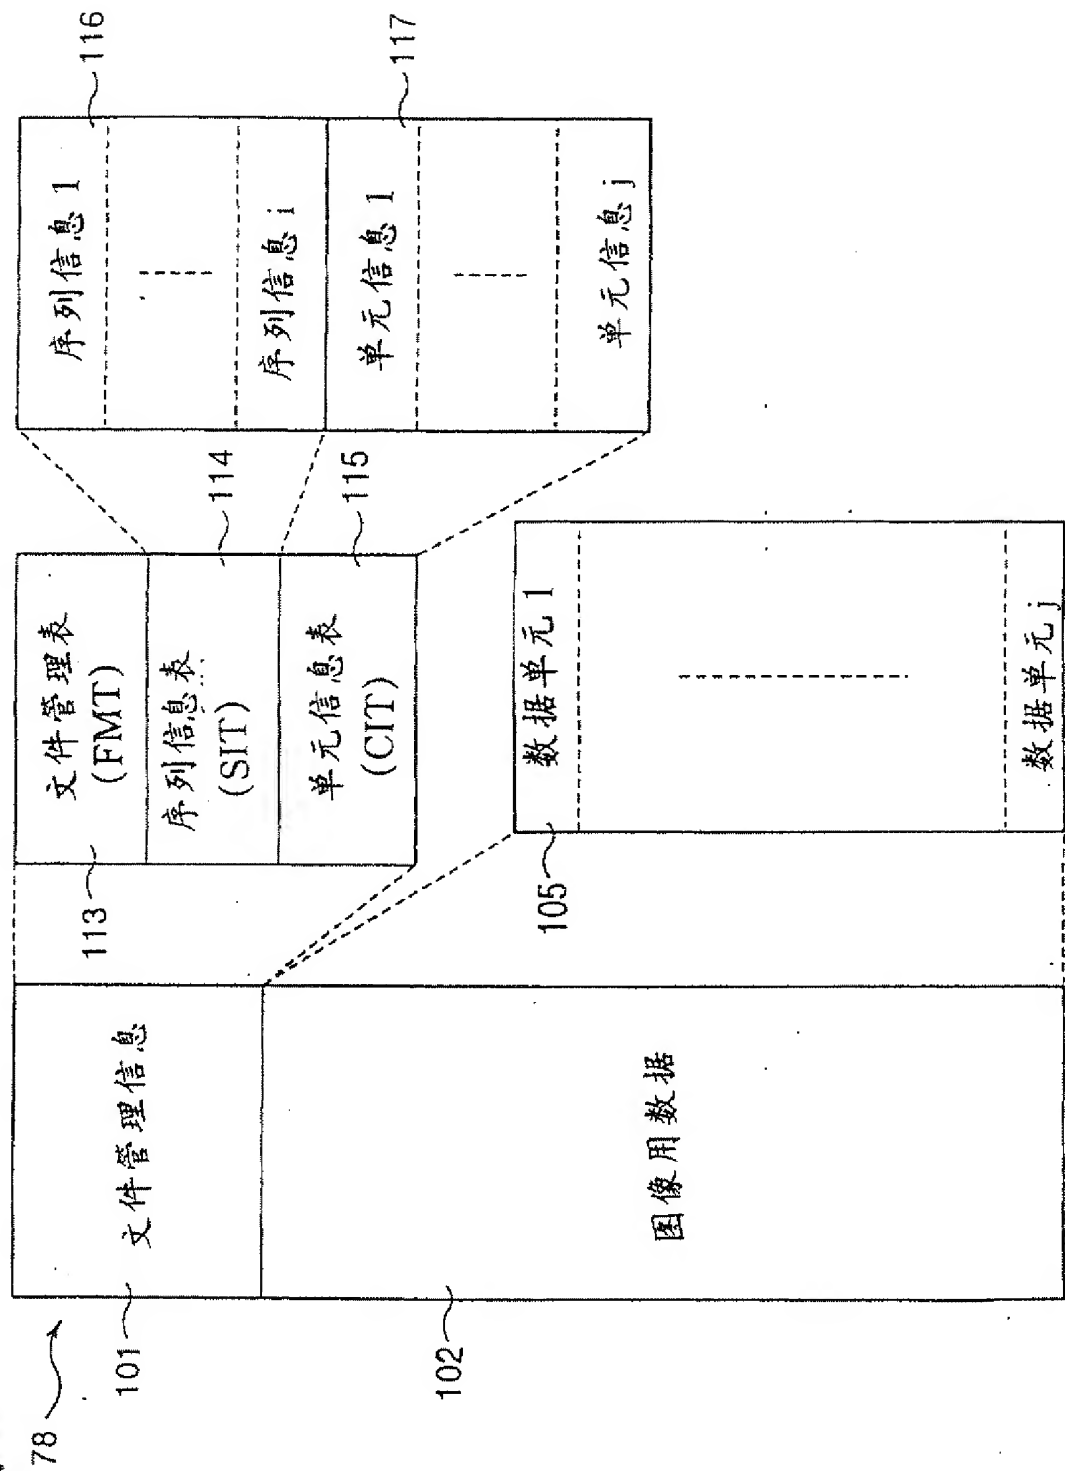 78
101
文件管理信息
102
图像用数据
113
文件管理表
(FMT)
序列信息表
(SIT)
114
单元信息表
(CIT)
115
105
数据单元 1
数据单元 j
序列信息 1
116
序列信息 i
单元信息 1
117
单元信息 j